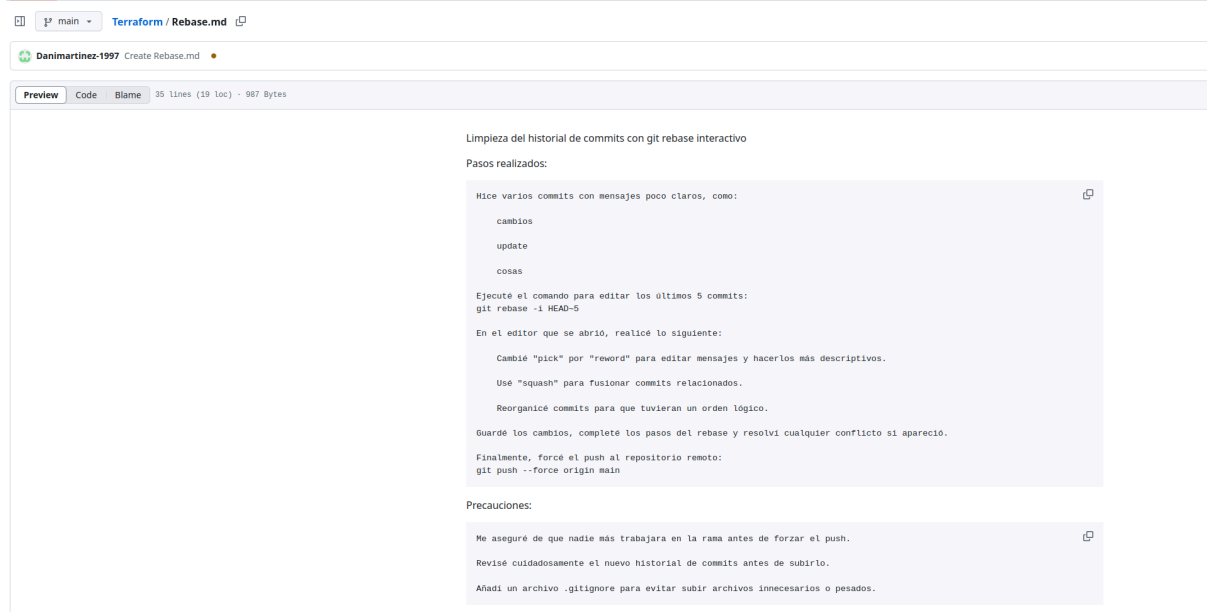 main
Terraform / Rebase.md
Danimartinez-1997 Create Rebase.md
Preview Code Blame 35 lines (19 loc) · 987 Bytes
Limpieza del historial de commits con git rebase interactivo
Pasos realizados:
Hice varios commits con mensajes poco claros, como:
cambios
update
cosas
Ejecuté el comando para editar los últimos 5 commits:
git rebase -i HEAD~5
En el editor que se abrió, realicé lo siguiente:
Cambié "pick" por "reword" para editar mensajes y hacerlos más descriptivos.
Usé "squash" para fusionar commits relacionados.
Reorganicé commits para que tuvieran un orden lógico.
Guardé los cambios, completé los pasos del rebase y resolví cualquier conflicto si apareció.
Finalmente, forcé el push al repositorio remoto:
git push --force origin main
Precauciones:
Me aseguré de que nadie más trabajara en la rama antes de forzar el push.
Revisé cuidadosamente el nuevo historial de commits antes de subirlo.
Añadí un archivo .gitignore para evitar subir archivos innecesarios o pesados.